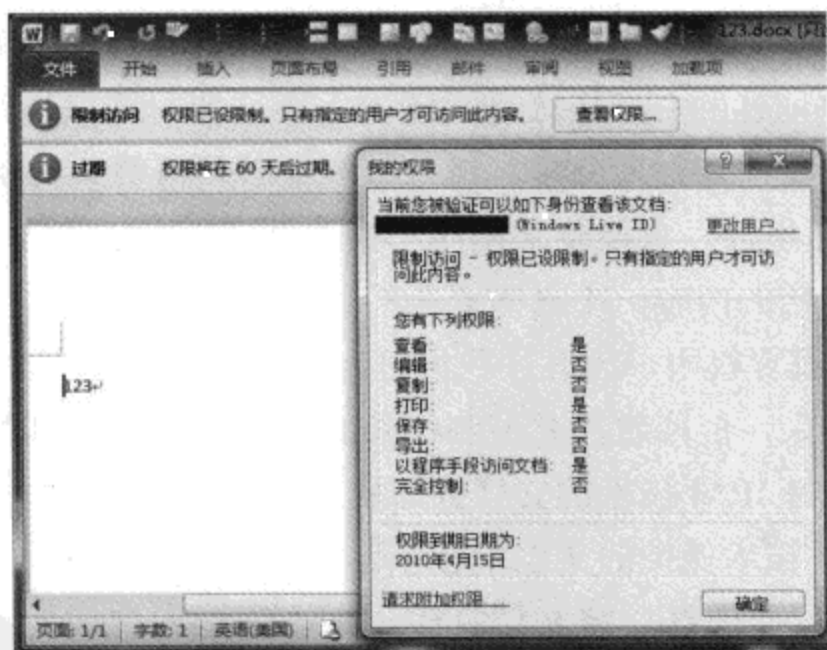 123.docx
文件 开始 插入 页面布局 引用 邮件 审阅 视图 加载项
限制访问 权限已设限制。只有指定的用户才可访问此内容。 查看权限...
过期 权限将在 60 天后过期。
我的权限
当前您被验证可以如下身份查看该文档:
(Windows Live ID) 更改用户...
限制访问 - 权限已设限制。只有指定的用户才可访
问此内容。
您有下列权限:
查看: 是
编辑: 否
复制: 否
打印: 是
保存: 否
导出: 否
以程序手段访问文档: 是
完全控制: 否
123
权限到期日期为:
2010年4月15日
请求附加权限... 确定
页面: 1/1 字数: 1 英语(美国)